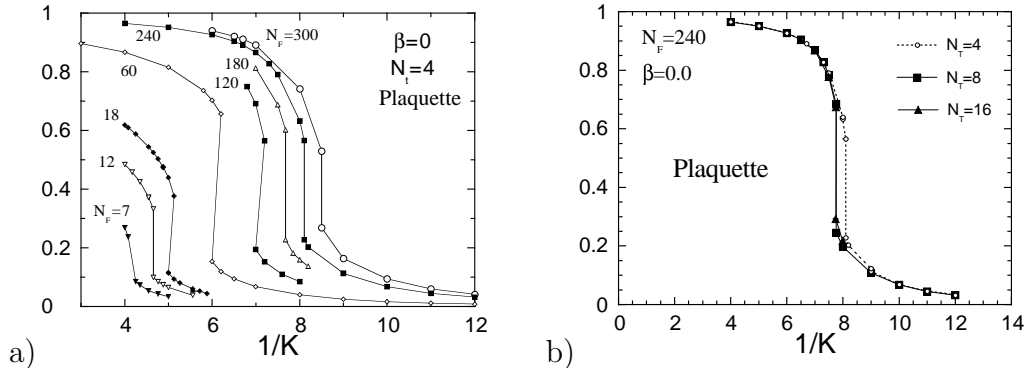 1
0.8
0.6
0.4
0.2
0
240
60
18
12
N_F=7
N_F=300
180
120
β=0
N_t=4
Plaquette
4 6 8 10 12
1/K
a)
1
0.8
0.6
0.4
0.2
0
N_F=240
β=0.0
Plaquette
N_T=4
N_T=8
N_T=16
0 2 4 6 8 10 12 14
1/K
b)